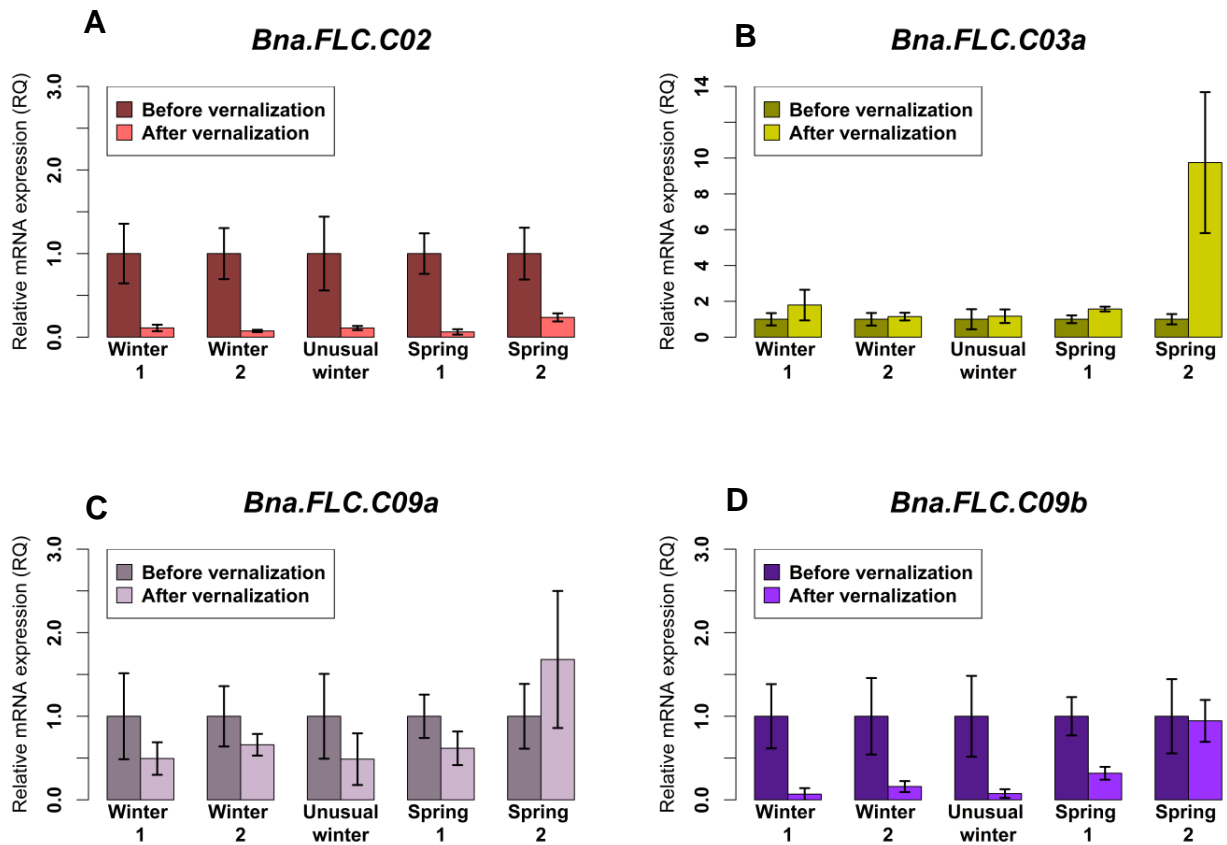 A
Bna.FLC.C02
Relative mRNA expression (RQ)
3.0
2.0
1.0
0.0
Before vernalization
After vernalization
Winter 1
Winter 2
Unusual winter
Spring 1
Spring 2
B
Bna.FLC.C03a
Relative mRNA expression (RQ)
14
10
8
6
4
2
0
Before vernalization
After vernalization
Winter 1
Winter 2
Unusual winter
Spring 1
Spring 2
C
Bna.FLC.C09a
Relative mRNA expression (RQ)
3.0
2.0
1.0
0.0
Before vernalization
After vernalization
Winter 1
Winter 2
Unusual winter
Spring 1
Spring 2
D
Bna.FLC.C09b
Relative mRNA expression (RQ)
3.0
2.0
1.0
0.0
Before vernalization
After vernalization
Winter 1
Winter 2
Unusual winter
Spring 1
Spring 2